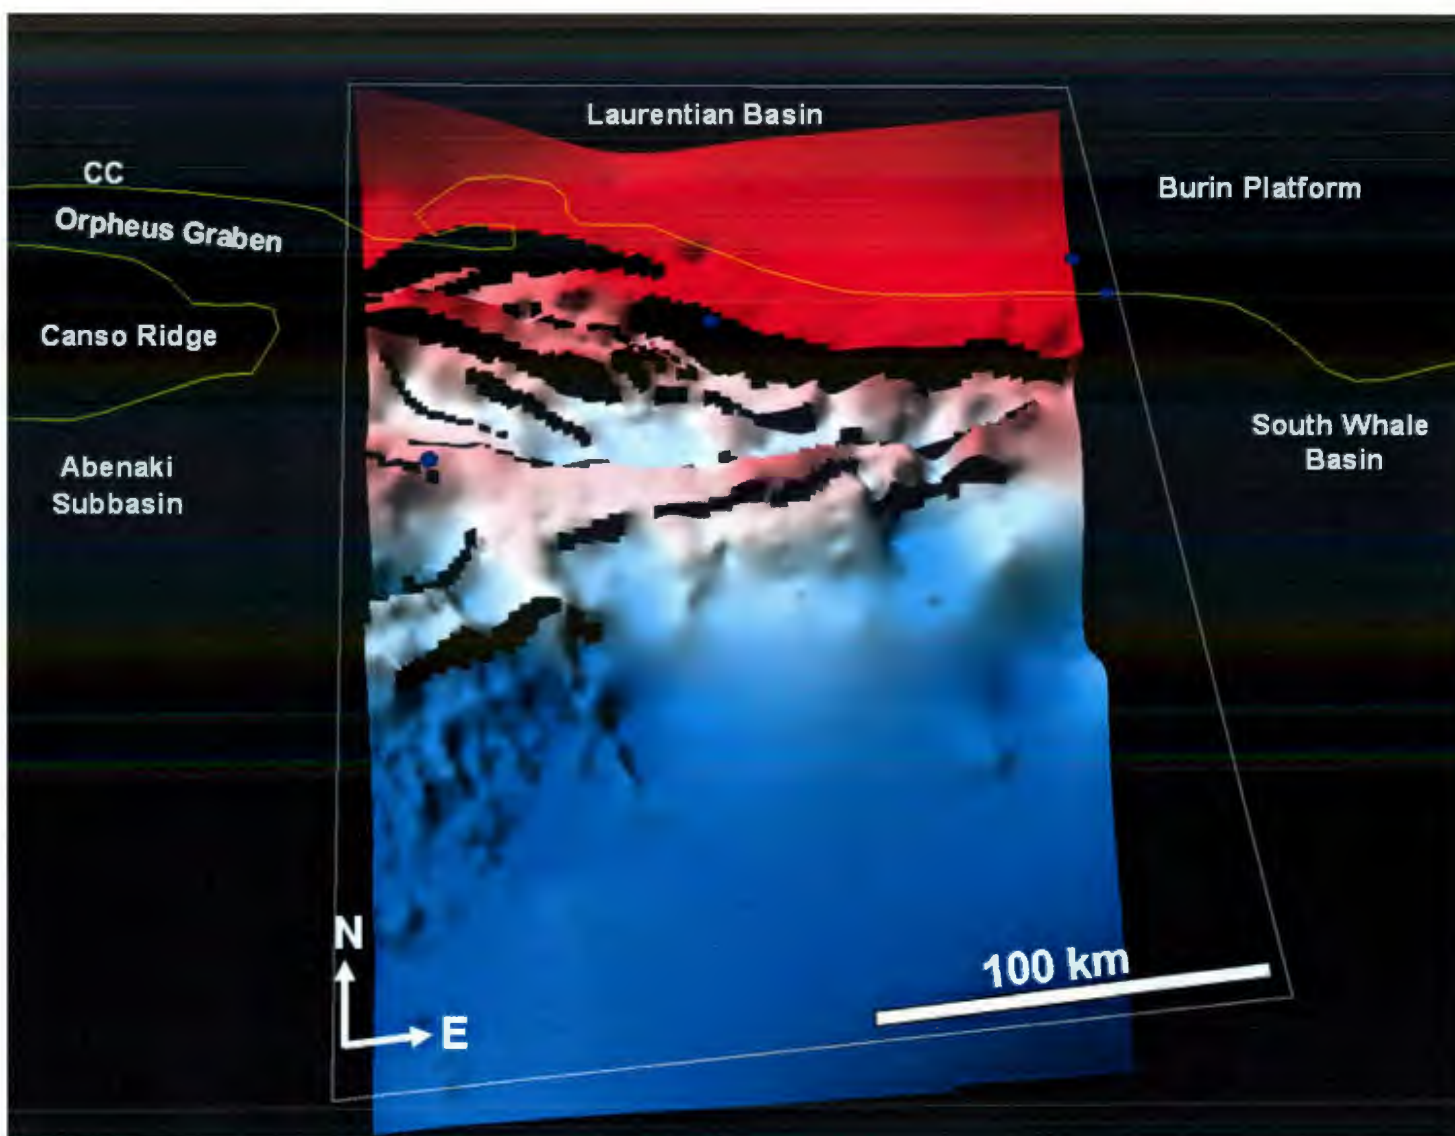 Laurentian Basin
CC
Burin Platform
Orpheus Graben
Canso Ridge
South Whale
Basin
Abenaki
Subbasin
N
100 km
E